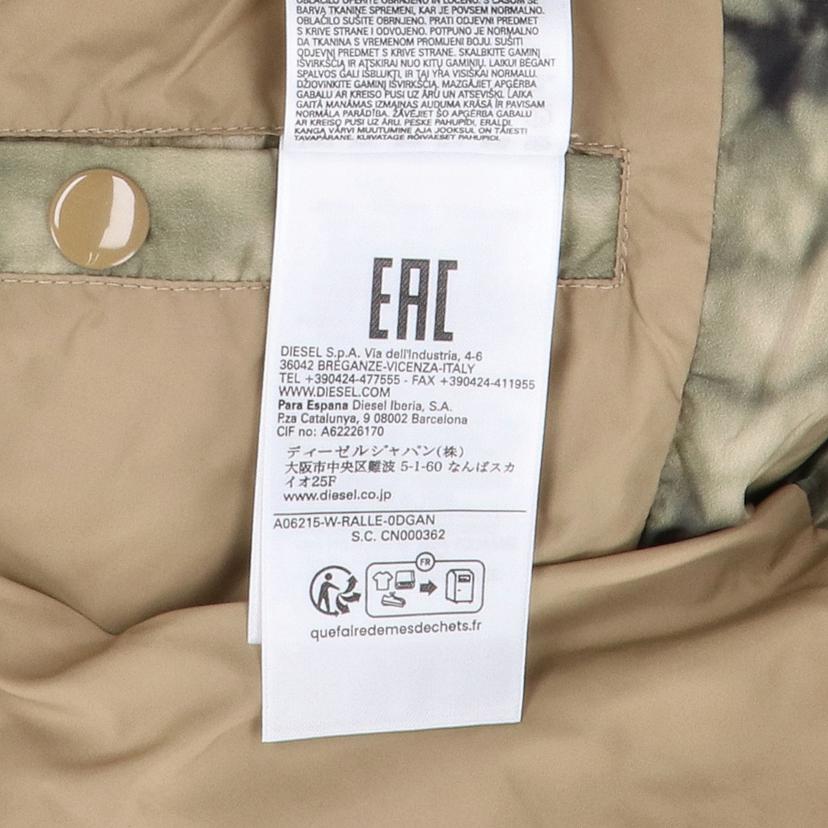 BARVA TKANINE SPREMENI, KAR JE POVSEM NORMALNO.
OBLAČILO SUŠITE OBRNJENO. PRATI ODJEVNI PREDMET
S KRIVE STRANE I ODVOJENO. POTPUNO JE NORMALNO
DA TKANINA S VREMENOM PROMIJENI BOJU. SUŠITI
ODJEVNI PREDMET S KRIVE STRANE. SKALBKITE GAMINĮ
IŠVIRKŠČIĄ IR ATSKIRAI NUO KITŲ GAMINIŲ. LAIKUI BĖGANT
SPALVOS GALI IŠBLUKTI, IR TAI YRA VISIŠKAI NORMALU.
DŽIOVINKITE GAMINĮ IŠVIRKŠČIĄ. MAZGĀJIET APĢĒRBA
GABALU AR KREISO PUSI UZ ĀRU UN ATSEVIŠĶI. LAIKA
GAITĀ MANĀMAS IZMAIŅAS AUDUMA KRĀSĀ IR PAVISAM
NORMĀLA PARĀDĪBA. ŽĀVĒJIET ŠO APĢĒRBA GABALU
AR KREISO PUSI UZ ĀRU. PESKE PAHUPIDI, ERALDI.
KANGA VÄRVI MUUTUMINE AJA JOOKSUL ON TÄIESTI
TAVAPÄRANE. KUIVATAGE RÕIVAESET PAHUPIDI.
EAC
DIESEL S.p.A. Via dell'Industria, 4-6
36042 BREGANZE-VICENZA-ITALY
TEL +390424-477555 - FAX +390424-411955
WWW.DIESEL.COM
Para Espana Diesel Iberia, S.A.
P.za Catalunya, 9 08002 Barcelona
CIF no: A62226170
ディーゼルジャパン(株)
大阪市中央区難波 5-1-60 なんばスカ
イオ25F
www.diesel.co.jp
A06215-W-RALLE-0DGAN
S.C. CN000362
FR
quefairedemesdechets.fr